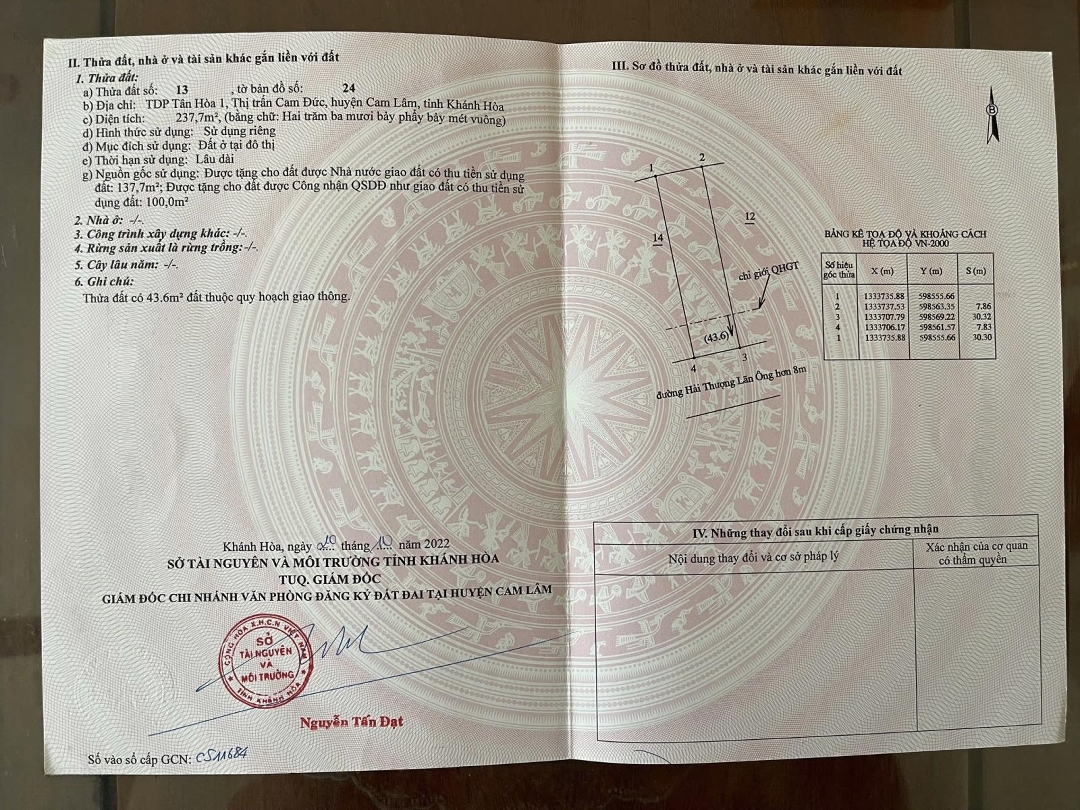 II. Thửa đất, nhà ở và tài sản khác gắn liền với đất
1. Thửa đất:
a) Thửa đất số: 13 , tờ bản đồ số: 24
b) Địa chỉ: TDP Tân Hòa 1, Thị trấn Cam Đức, huyện Cam Lâm, tỉnh Khánh Hòa
c) Diện tích: 237,7m², (bằng chữ: Hai trăm ba mươi bảy phẩy bảy mét vuông)
d) Hình thức sử dụng: Sử dụng riêng
đ) Mục đích sử dụng: Đất ở tại đô thị
e) Thời hạn sử dụng: Lâu dài
g) Nguồn gốc sử dụng: Được tặng cho đất được Nhà nước giao đất có thu tiền sử dụng
đất: 137,7m²; Được tặng cho đất được Công nhận QSDĐ như giao đất có thu tiền sử
dụng đất: 100,0m²
2. Nhà ở: -/-.
3. Công trình xây dựng khác: -/-.
4. Rừng sản xuất là rừng trồng: -/-.
5. Cây lâu năm: -/-.
6. Ghi chú:
Thửa đất có 43.6m² đất thuộc quy hoạch giao thông.
Khánh Hòa, ngày tháng 10 năm 2022
SỞ TÀI NGUYÊN VÀ MÔI TRƯỜNG TỈNH KHÁNH HÒA
TUQ. GIÁM ĐỐC
GIÁM ĐỐC CHI NHÁNH VĂN PHÒNG ĐĂNG KÝ ĐẤT ĐAI TẠI HUYỆN CAM LÂM
CỘNG HÒA X.H.C.N VIỆT NAM
SỞ
TÀI NGUYÊN
VÀ
MÔI TRƯỜNG
TỈNH KHÁNH HÒA
Nguyễn Tấn Đạt
Số vào sổ cấp GCN: CS11684
III. Sơ đồ thửa đất, nhà ở và tài sản khác gắn liền với đất
B
1
2
12
14
chỉ giới QHGT
(43.6)
3
4
đường Hải Thượng Lãn Ông hơn 8m
BẢNG KÊ TỌA ĐỘ VÀ KHOẢNG CÁCH
HỆ TỌA ĐỘ VN-2000
Số hiệu góc thửa X (m) Y (m) S (m)
1 1333735.88 598555.66
2 1333737.53 598563.35 7.86
3 1333707.79 598569.22 30.32
4 1333706.17 598561.57 7.83
1 1333735.88 598555.66 30.30
IV. Những thay đổi sau khi cấp giấy chứng nhận
Nội dung thay đổi và cơ sở pháp lý
Xác nhận của cơ quan
có thẩm quyền